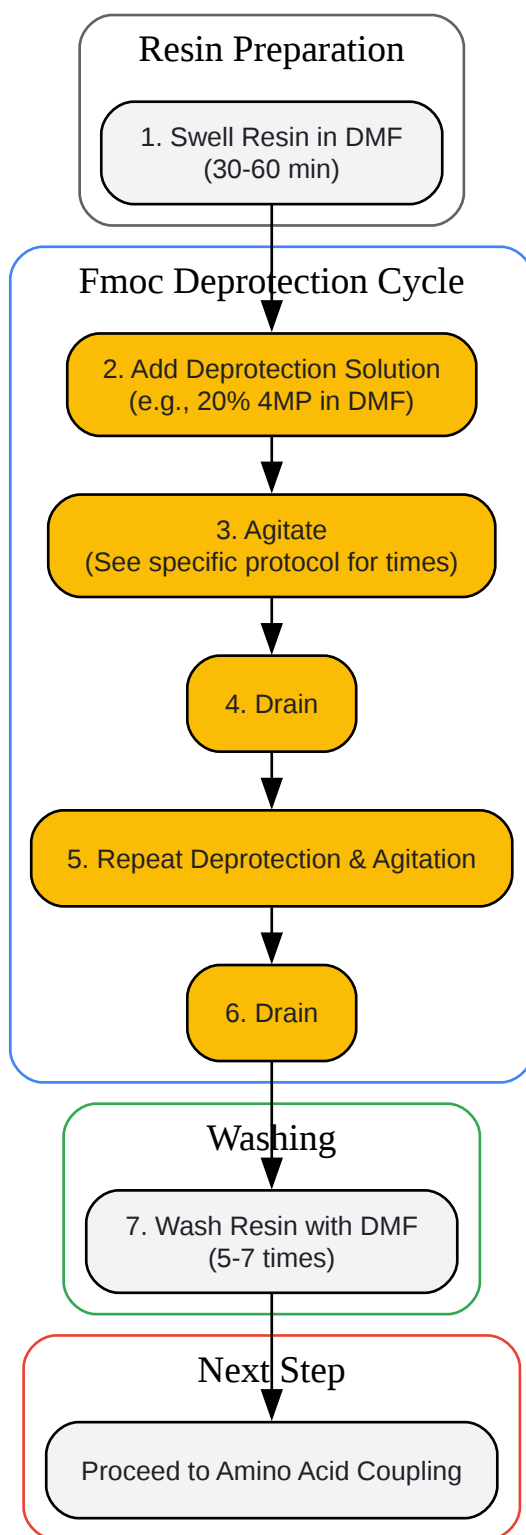 Resin Preparation
1. Swell Resin in DMF
(30-60 min)
Fmoc Deprotection Cycle
2. Add Deprotection Solution
(e.g., 20% 4MP in DMF)
3. Agitate
(See specific protocol for times)
4. Drain
5. Repeat Deprotection & Agitation
6. Drain
Washing
7. Wash Resin with DMF
(5-7 times)
Next Step
Proceed to Amino Acid Coupling